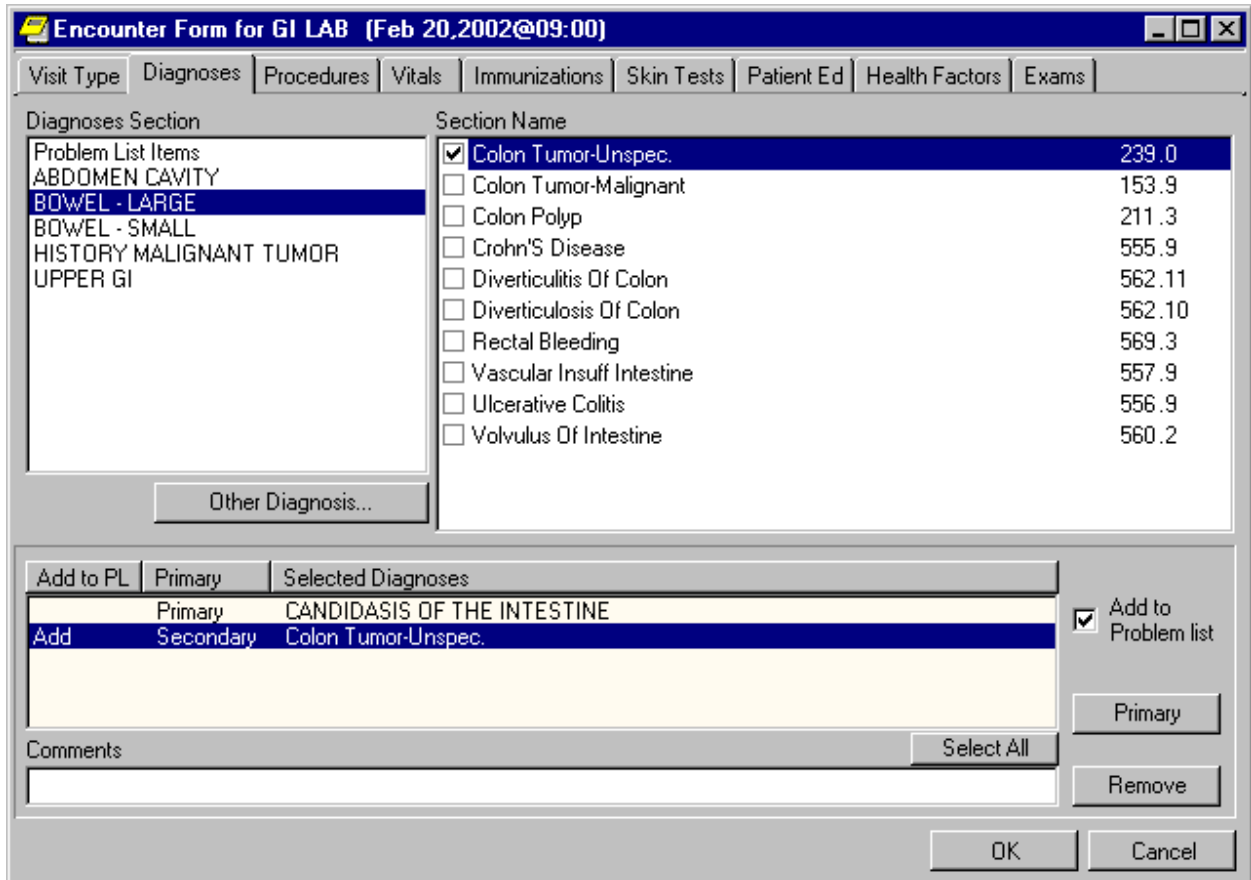 Encounter Form for GI LAB (Feb 20,2002@09:00)
Visit Type Diagnoses Procedures Vitals Immunizations Skin Tests Patient Ed Health Factors Exams
Diagnoses Section
Problem List Items
ABDOMEN CAVITY
BOWEL - LARGE
BOWEL - SMALL
HISTORY MALIGNANT TUMOR
UPPER GI
Other Diagnosis...
Section Name
Colon Tumor-Unspec. 239.0
Colon Tumor-Malignant 153.9
Colon Polyp 211.3
Crohn'S Disease 555.9
Diverticulitis Of Colon 562.11
Diverticulosis Of Colon 562.10
Rectal Bleeding 569.3
Vascular Insuff Intestine 557.9
Ulcerative Colitis 556.9
Volvulus Of Intestine 560.2
Add to PL Primary Selected Diagnoses
Primary CANDIDASIS OF THE INTESTINE
Add Secondary Colon Tumor-Unspec.
Add to
Problem list
Primary
Comments
Select All
Remove
OK Cancel